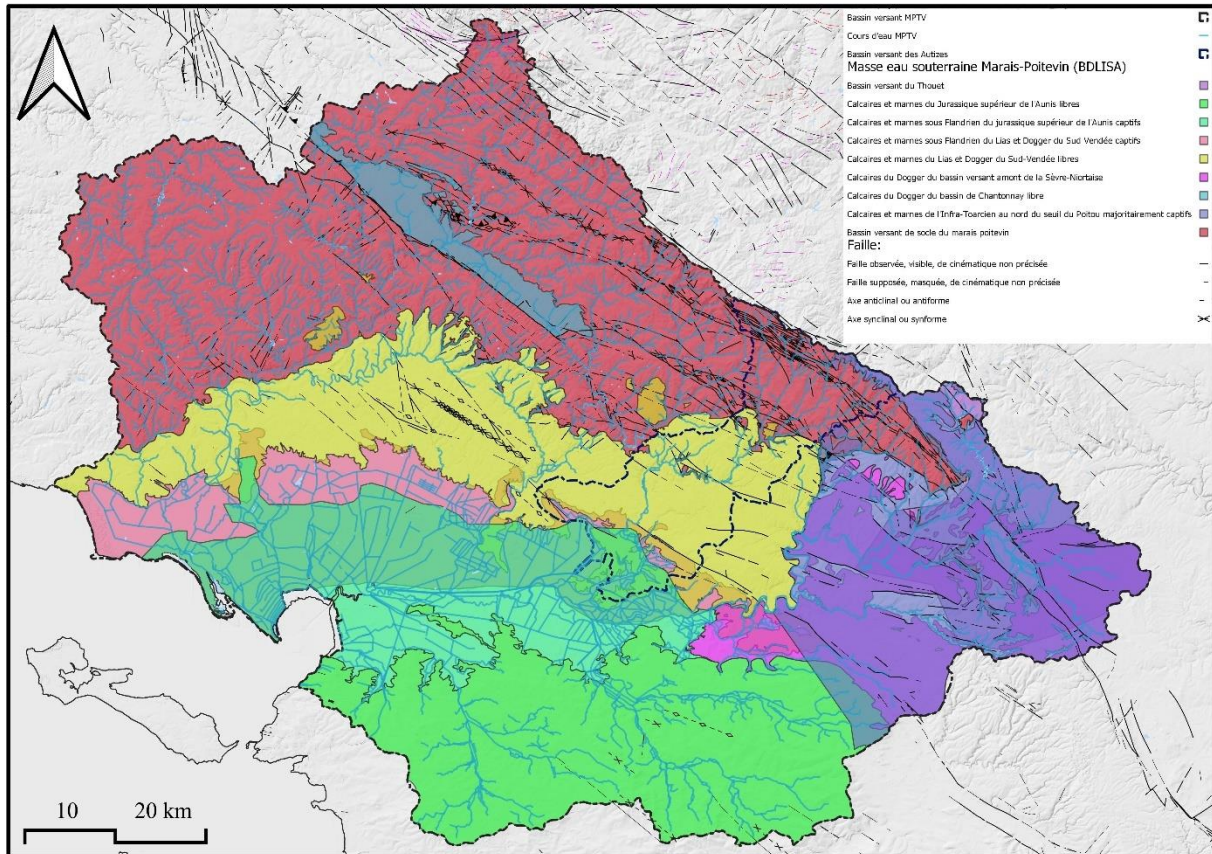 Bassin versant MPTV
Cours d'eau MPTV
Bassin versant des Autizes
Masse eau souterraine Marais-Poitevin (BDLISA)
Bassin versant du Thouet
Calcaires et marnes du Jurassique supérieur de l'Aunis libres
Calcaires et marnes sous Flandrien du jurassique supérieur de l'Aunis captifs
Calcaires et marnes sous Flandrien du Lias et Dogger du Sud Vendée captifs
Calcaires et marnes du Lias et Dogger du Sud-Vendée libres
Calcaires du Dogger du bassin versant amont de la Sèvre-Niortaise
Calcaires du Dogger du bassin de Chantonnay libre
Calcaires et marnes de l'Infra-Toarcien au nord du seuil du Poitou majoritairement captifs
Bassin versant de socle du marais poitevin
Faille:
Faille observée, visible, de cinématique non précisée
Faille supposée, masquée, de cinématique non précisée
Axe anticlinal ou antiforme
Axe synclinal ou synforme
10 20 km